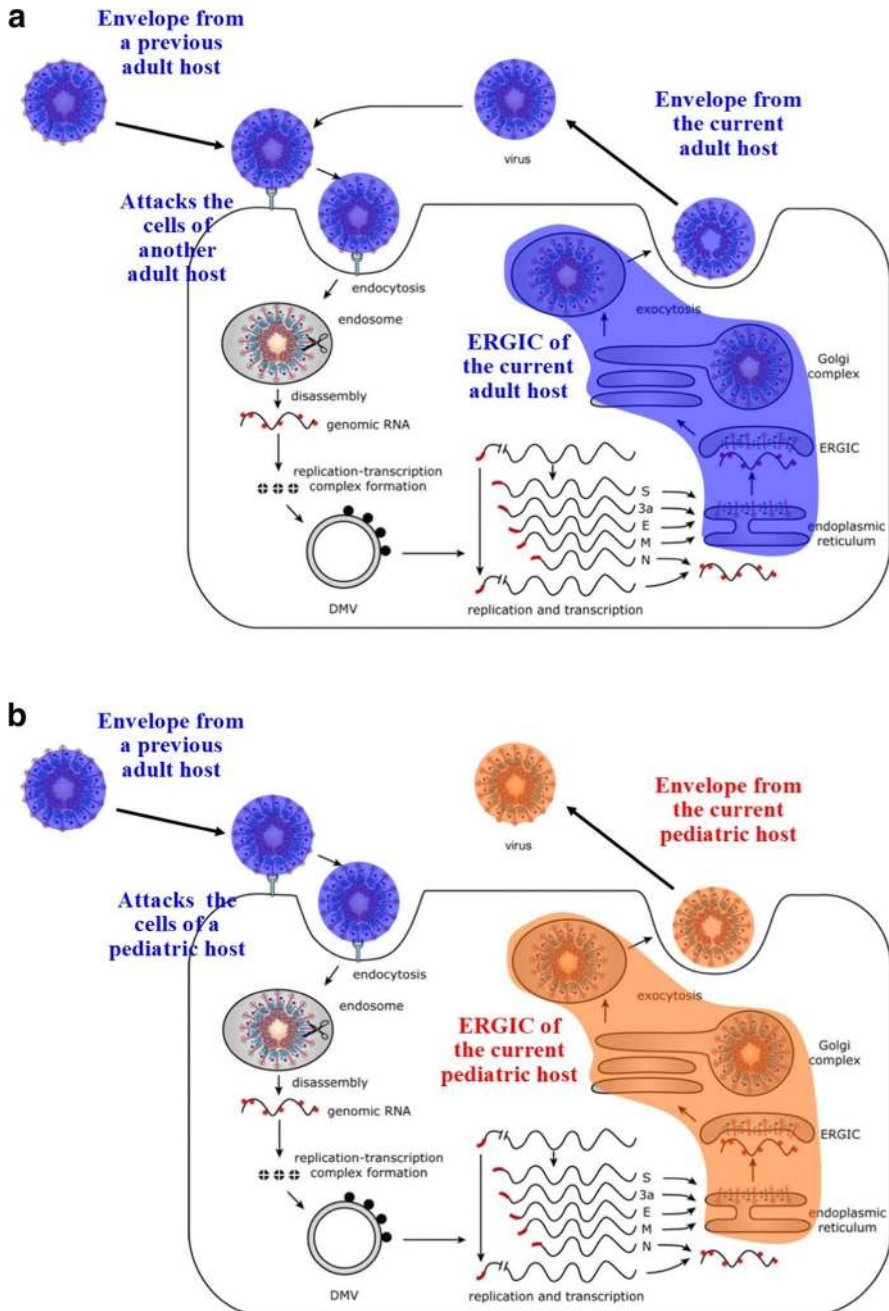 a
Envelope from
a previous
adult host
virus
Envelope from
the current
adult host
Attacks the
cells of
another
adult host
endocytosis
endosome
disassembly
genomic RNA
replication-transcription
complex formation
DMV
ERGIC of
the current
adult host
exocytosis
Golgi
complex
ERGIC
endoplasmic
reticulum
S
3a
E
M
N
replication and transcription
b
Envelope from
a previous
adult host
virus
Envelope from
the current
pediatric host
Attacks the
cells of a
pediatric host
endocytosis
endosome
disassembly
genomic RNA
replication-transcription
complex formation
DMV
ERGIC of
the current
pediatric host
exocytosis
Golgi
complex
ERGIC
endoplasmic
reticulum
S
3a
E
M
N
replication and transcription